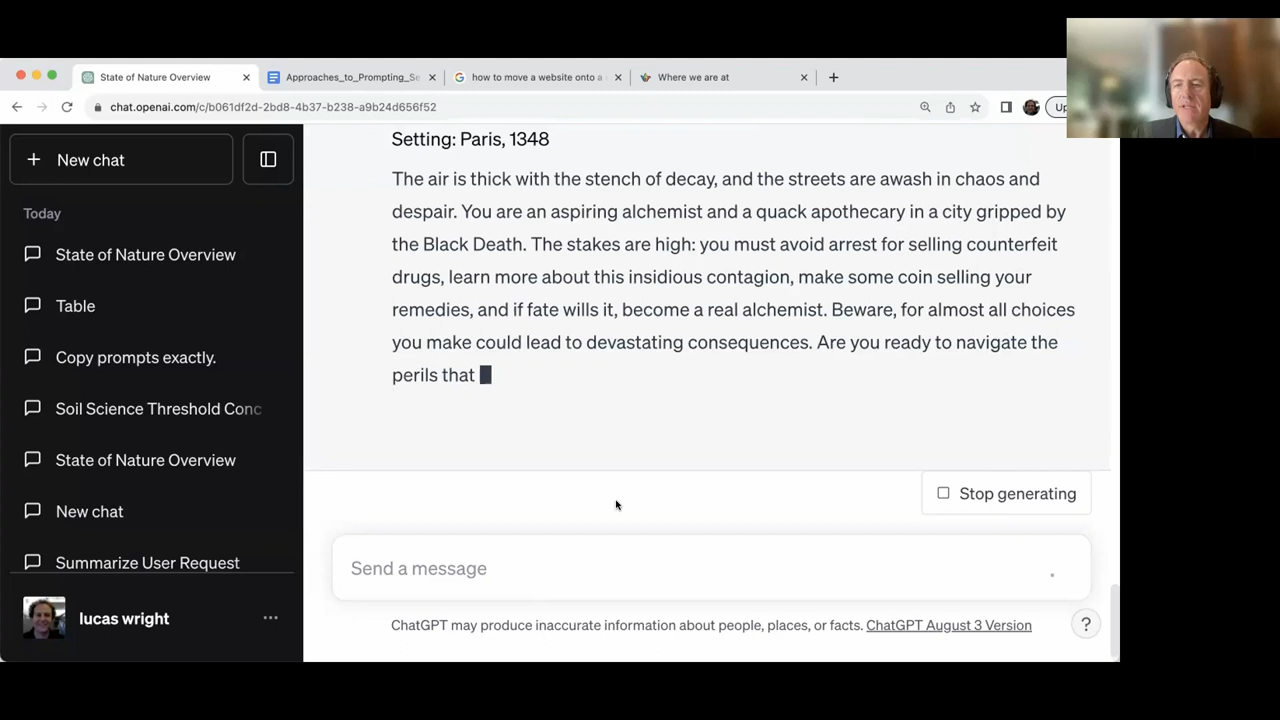 State of Nature Overview
Approaches_to_Prompting_Se
how to move a website onto a
Where we are at
chat.openai.com/c/b061df2d-2bd8-4b37-b238-a9b24d656f52
Up
New chat
Today
State of Nature Overview
Table
Copy prompts exactly.
Soil Science Threshold Conc
State of Nature Overview
New chat
Summarize User Request
lucas wright
Setting: Paris, 1348
The air is thick with the stench of decay, and the streets are awash in chaos and
despair. You are an aspiring alchemist and a quack apothecary in a city gripped by
the Black Death. The stakes are high: you must avoid arrest for selling counterfeit
drugs, learn more about this insidious contagion, make some coin selling your
remedies, and if fate wills it, become a real alchemist. Beware, for almost all choices
you make could lead to devastating consequences. Are you ready to navigate the
perils that
Stop generating
Send a message
ChatGPT may produce inaccurate information about people, places, or facts. ChatGPT August 3 Version
?